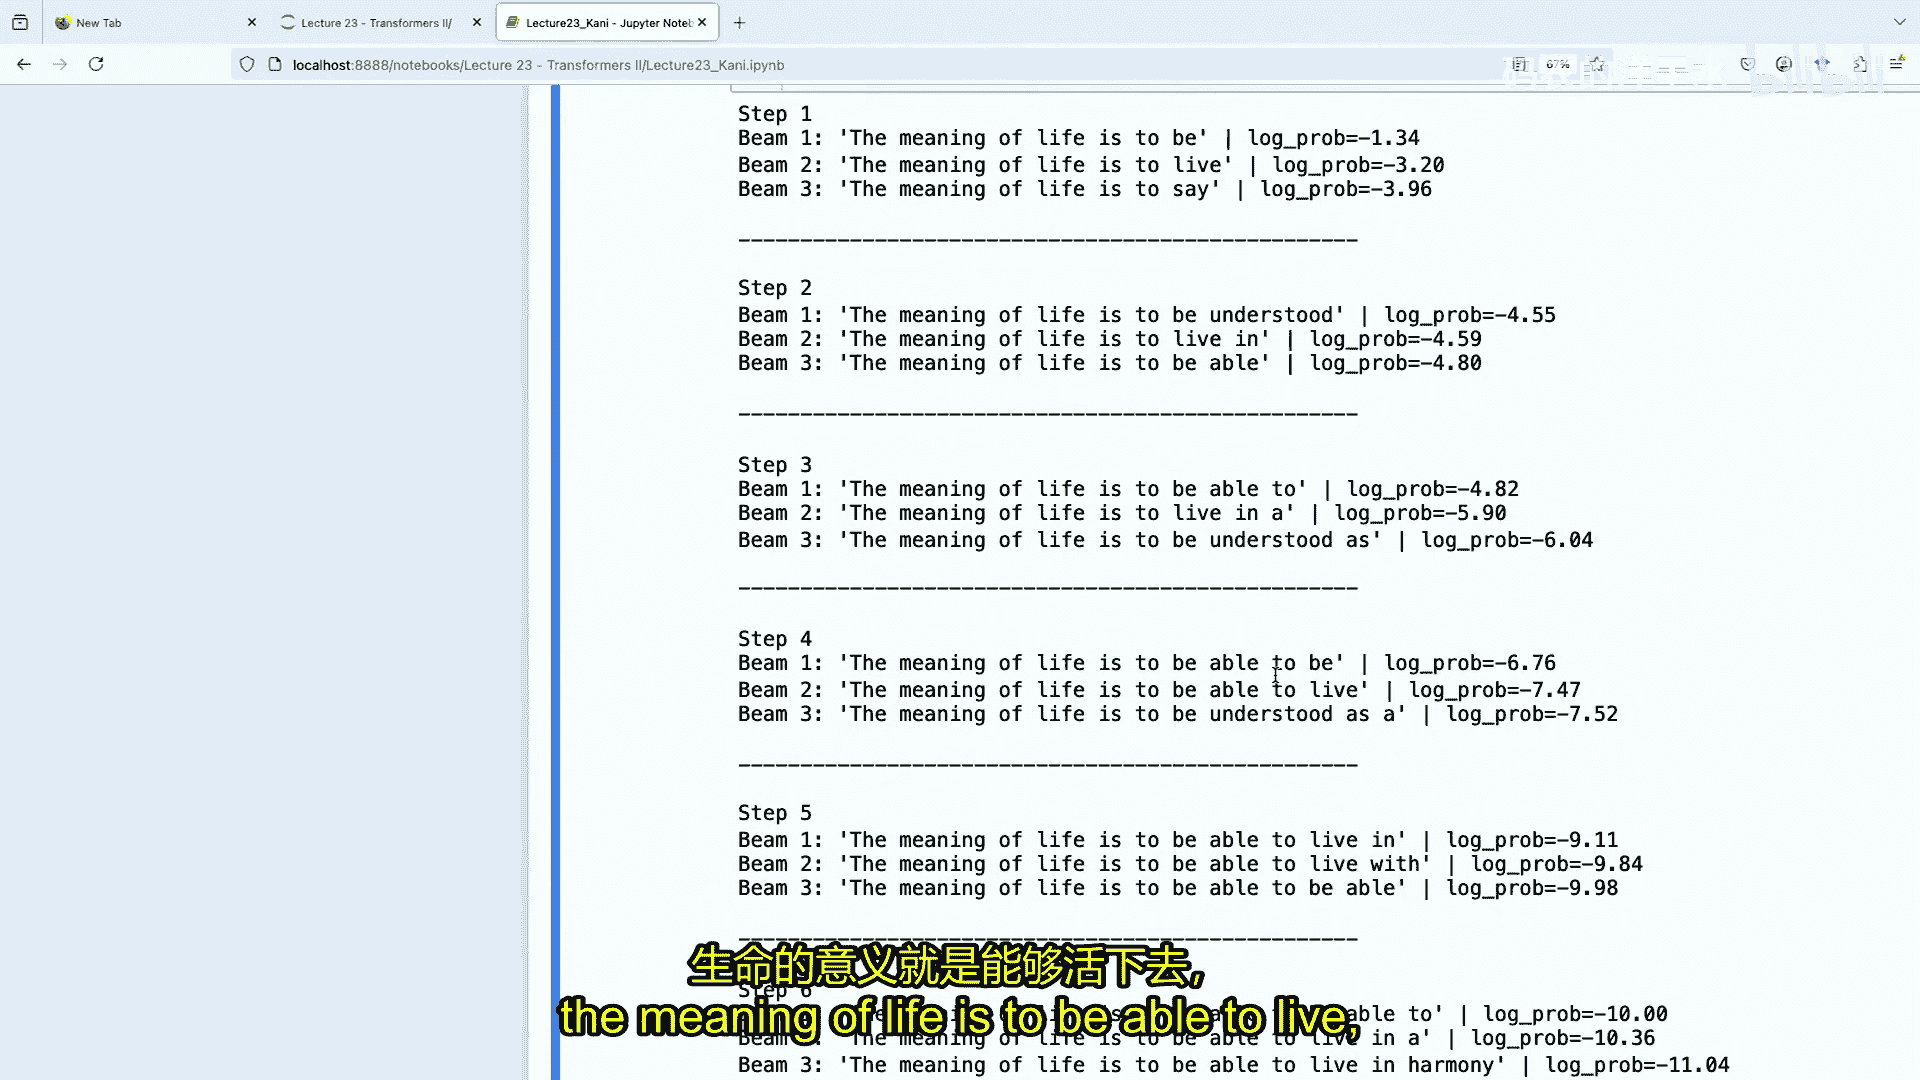 New Tab
Lecture 23 - Transformers II/
Lecture23_Kani - Jupyter Noteb
localhost:8888/notebooks/Lecture 23 - Transformers II/Lecture23_Kani.ipynb
67%
Step 1
Beam 1: 'The meaning of life is to be' | log_prob=-1.34
Beam 2: 'The meaning of life is to live' | log_prob=-3.20
Beam 3: 'The meaning of life is to say' | log_prob=-3.96
--------------------------------------------------
Step 2
Beam 1: 'The meaning of life is to be understood' | log_prob=-4.55
Beam 2: 'The meaning of life is to live in' | log_prob=-4.59
Beam 3: 'The meaning of life is to be able' | log_prob=-4.80
--------------------------------------------------
Step 3
Beam 1: 'The meaning of life is to be able to' | log_prob=-4.82
Beam 2: 'The meaning of life is to live in a' | log_prob=-5.90
Beam 3: 'The meaning of life is to be understood as' | log_prob=-6.04
--------------------------------------------------
Step 4
Beam 1: 'The meaning of life is to be able to be' | log_prob=-6.76
Beam 2: 'The meaning of life is to be able to live' | log_prob=-7.47
Beam 3: 'The meaning of life is to be understood as a' | log_prob=-7.52
--------------------------------------------------
Step 5
Beam 1: 'The meaning of life is to be able to live in' | log_prob=-9.11
Beam 2: 'The meaning of life is to be able to live with' | log_prob=-9.84
Beam 3: 'The meaning of life is to be able to be able' | log_prob=-9.98
--------------------------------------------------
生命的意义就是能够活下去,
Step 6
the meaning of life is to be able to live,
able to' | log_prob=-10.00
live in a' | log_prob=-10.36
Beam 3: 'The meaning of life is to be able to live in harmony' | log_prob=-11.04